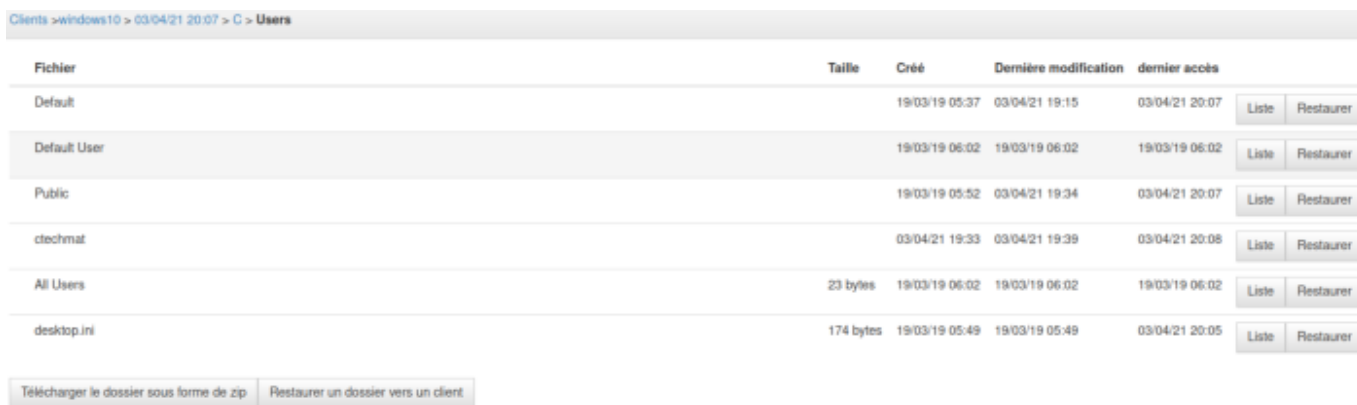 Clients >windows10 > 03/04/21 20:07 > C > Users
Fichier Taille Créé Dernière modification dernier accès
Default 19/03/19 05:37 03/04/21 19:15 03/04/21 20:07 Liste Restaurer
Default User 19/03/19 06:02 19/03/19 06:02 19/03/19 06:02 Liste Restaurer
Public 19/03/19 05:52 03/04/21 19:34 03/04/21 20:07 Liste Restaurer
ctechmat 03/04/21 19:33 03/04/21 19:39 03/04/21 20:08 Liste Restaurer
All Users 23 bytes 19/03/19 06:02 19/03/19 06:02 19/03/19 06:02 Liste Restaurer
desktop.ini 174 bytes 19/03/19 05:49 19/03/19 05:49 03/04/21 20:05 Liste Restaurer
Télécharger le dossier sous forme de zip Restaurer un dossier vers un client